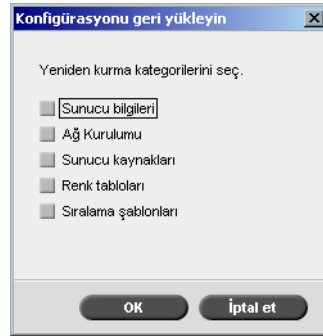 Konfigürasyonu geri yükleyin
Yeniden kurma kategorilerini seç.
Sunucu bilgileri
Ağ Kurulumu
Sunucu kaynakları
Renk tabloları
Sıralama şablonları
OK
İptal et